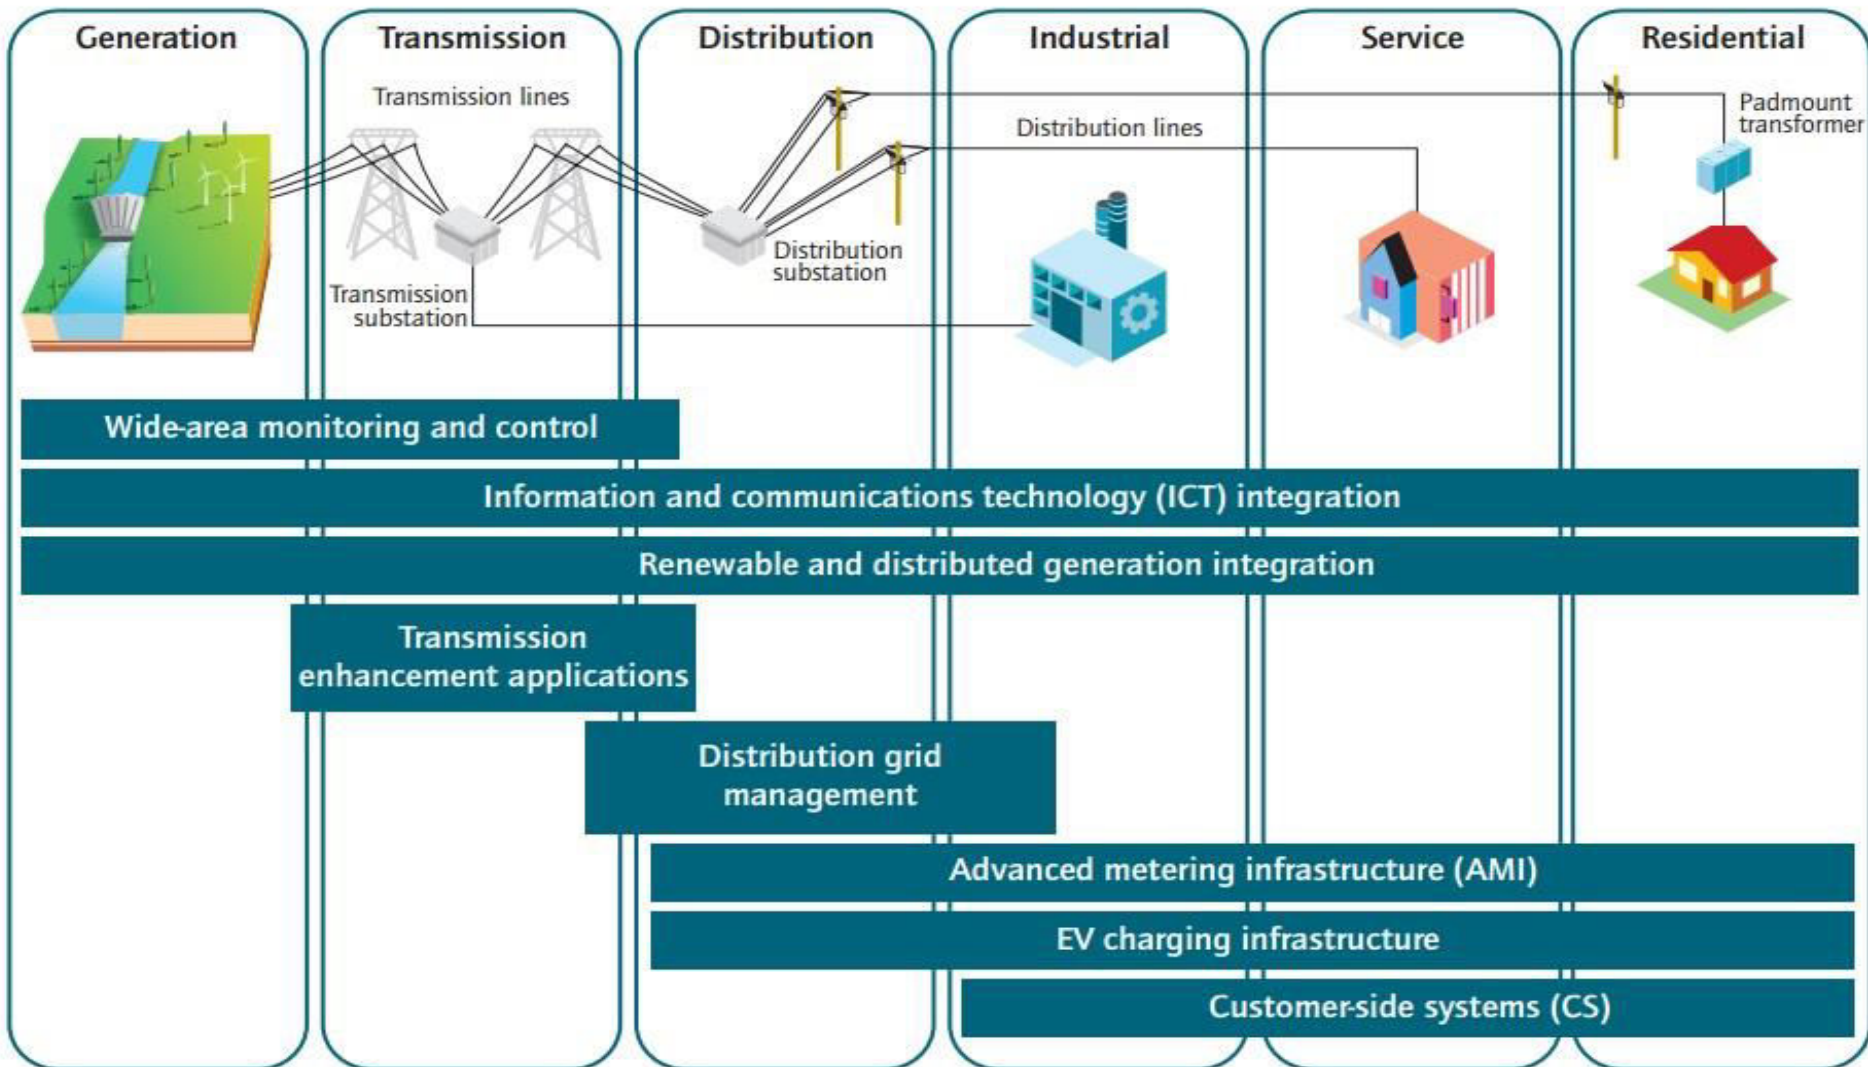 Generation
Transmission
Distribution
Industrial
Service
Residential
Transmission lines
Distribution lines
Padmount
transformer
Distribution
substation
Transmission
substation
Wide-area monitoring and control
Information and communications technology (ICT) integration
Renewable and distributed generation integration
Transmission
enhancement applications
Distribution grid
management
Advanced metering infrastructure (AMI)
EV charging infrastructure
Customer-side systems (CS)